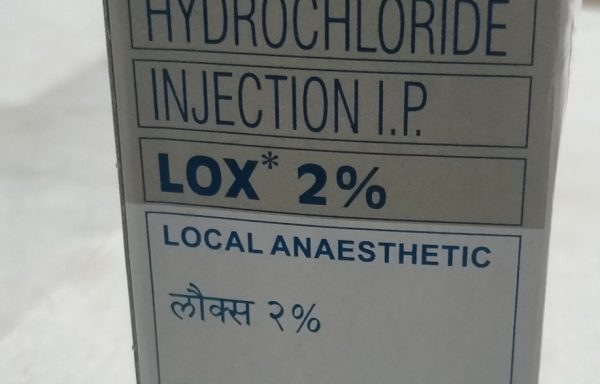 HYDROCHLORIDE
INJECTION I.P.
LOX* 2%
LOCAL ANAESTHETIC
लौक्स २%